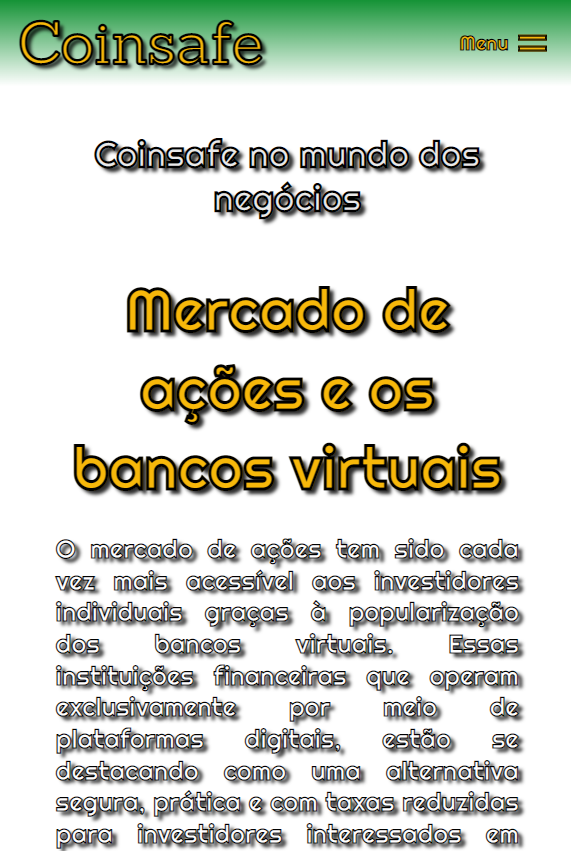 Coinsafe
Menu
Coinsafe no mundo dos
negócios
Mercado de
ações e os
bancos virtuais
O mercado de ações tem sido cada
vez mais acessível aos investidores
individuais graças à popularização
dos bancos virtuais. Essas
instituições financeiras que operam
exclusivamente por meio de
plataformas digitais, estão se
destacando como uma alternativa
segura, prática e com taxas reduzidas
para investidores interessados em